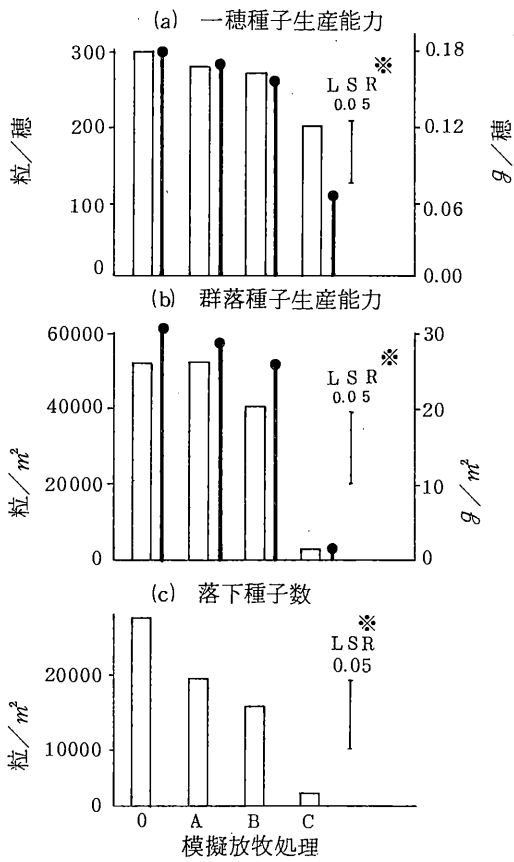 (a) 一穂種子生産能力
300
200
100
0
粒/穂
0.18
0.12
0.06
0.00
g/穂
※
LSR
0.05
(b) 群落種子生産能力
60000
40000
20000
0
粒/m²
30
20
10
0
g/m²
※
LSR
0.05
(c) 落下種子数
20000
10000
0
粒/m²
※
LSR
0.05
0 A B C
模擬放牧処理